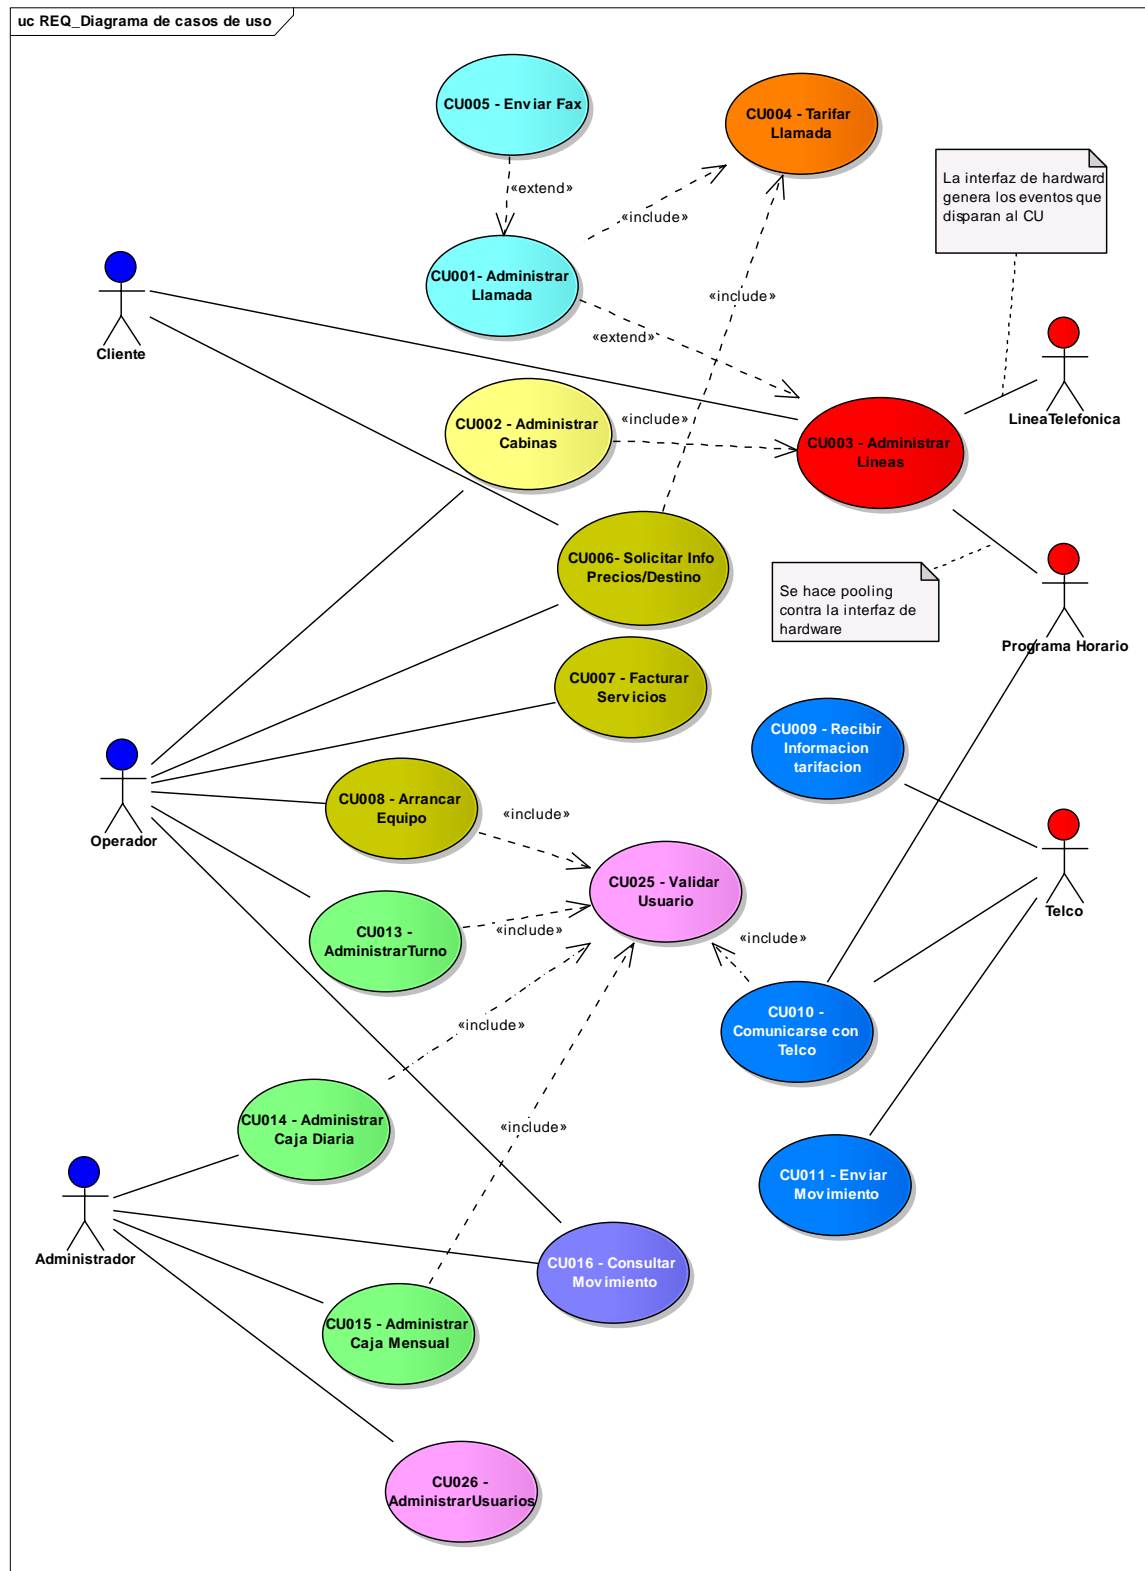 uc REQ_Diagrama de casos de uso
CU005 - Enviar Fax
CU004 - Tarifar
Llamada
La interfaz de hardward
genera los eventos que
disparan al CU
«extend»
«include»
CU001- Administrar
Llamada
«include»
«extend»
Cliente
LineaTelefonica
CU002 - Administrar
Cabinas
«include»
CU003 - Administrar
Lineas
CU006- Solicitar Info
Precios/Destino
Se hace pooling
contra la interfaz de
hardware
Programa Horario
CU007 - Facturar
Servicios
CU009 - Recibir
Informacion
tarifacion
CU008 - Arrancar
Equipo
«include»
Operador
CU025 - Validar
Usuario
Telco
CU013 -
AdministrarTurno
«include»
«include»
CU010 -
Comunicarse con
Telco
«include»
CU014 - Administrar
Caja Diaria
«include»
CU011 - Enviar
Movimiento
Administrador
CU016 - Consultar
Movimiento
CU015 - Administrar
Caja Mensual
CU026 -
AdministrarUsuarios